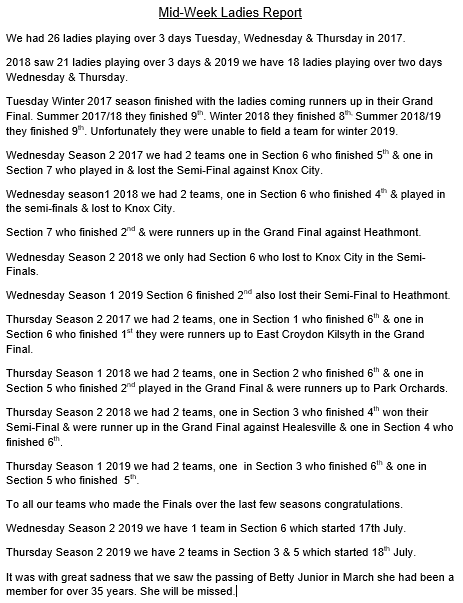 Mid-Week Ladies Report
We had 26 ladies playing over 3 days Tuesday, Wednesday & Thursday in 2017.
2018 saw 21 ladies playing over 3 days & 2019 we have 18 ladies playing over two days
Wednesday & Thursday.
Tuesday Winter 2017 season finished with the ladies coming runners up in their Grand
Final. Summer 2017/18 they finished 9th. Winter 2018 they finished 8th. Summer 2018/19
they finished 9th. Unfortunately they were unable to field a team for winter 2019.
Wednesday Season 2 2017 we had 2 teams one in Section 6 who finished 5th & one in
Section 7 who played in & lost the Semi-Final against Knox City.
Wednesday season1 2018 we had 2 teams, one in Section 6 who finished 4th & played in
the semi-finals & lost to Knox City.
Section 7 who finished 2nd & were runners up in the Grand Final against Heathmont.
Wednesday Season 2 2018 we only had Section 6 who lost to Knox City in the Semi-
Finals.
Wednesday Season 1 2019 Section 6 finished 2nd also lost their Semi-Final to Heathmont.
Thursday Season 2 2017 we had 2 teams, one in Section 1 who finished 6th & one in
Section 6 who finished 1st they were runners up to East Croydon Kilsyth in the Grand
Final.
Thursday Season 1 2018 we had 2 teams, one in Section 2 who finished 6th & one in
Section 5 who finished 2nd played in the Grand Final & were runners up to Park Orchards.
Thursday Season 2 2018 we had 2 teams, one in Section 3 who finished 4th won their
Semi-Final & were runner up in the Grand Final against Healesville & one in Section 4 who
finished 6th.
Thursday Season 1 2019 we had 2 teams, one  in Section 3 who finished 6th & one in
Section 5 who finished  5th.
To all our teams who made the Finals over the last few seasons congratulations.
Wednesday Season 2 2019 we have 1 team in Section 6 which started 17th July.
Thursday Season 2 2019 we have 2 teams in Section 3 & 5 which started 18th July.
It was with great sadness that we saw the passing of Betty Junior in March she had been a
member for over 35 years. She will be missed.